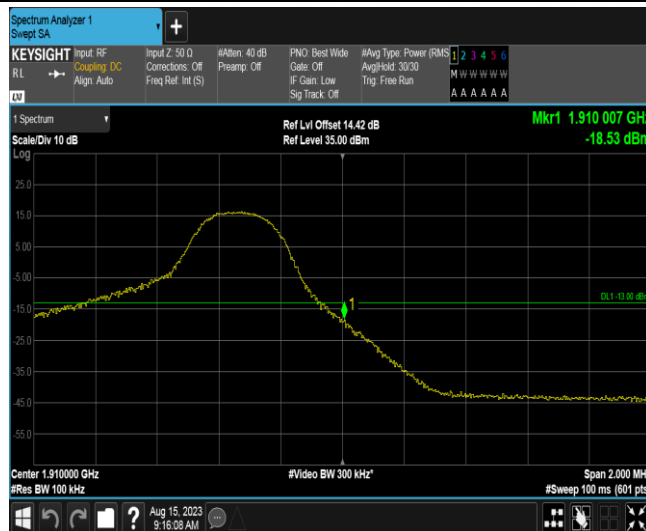 Spectrum Analyzer 1
Swept SA
KEYSIGHT
RL
LXI
Input: RF
Coupling: DC
Align: Auto
Input Z: 50 Ω
Corrections: Off
Freq Ref: Int (S)
#Atten: 40 dB
Preamp: Off
PNO: Best Wide
Gate: Off
IF Gain: Low
Sig Track: Off
#Avg Type: Power (RMS
Avg|Hold: 30/30
Trig: Free Run
1 2 3 4 5 6
M W W W W W
A A A A A A
1 Spectrum
Scale/Div 10 dB
Log
Ref Lvl Offset 14.42 dB
Ref Level 35.00 dBm
Mkr1 1.910 007 GHz
-18.53 dBm
25.0
15.0
5.00
-5.00
-15.0
-25.0
-35.0
-45.0
-55.0
1
DL1 -13.00 dBm
Center 1.910000 GHz
#Res BW 100 kHz
#Video BW 300 kHz*
Span 2.000 MH
#Sweep 100 ms (601 pts
?
Aug 15, 2023
9:16:08 AM